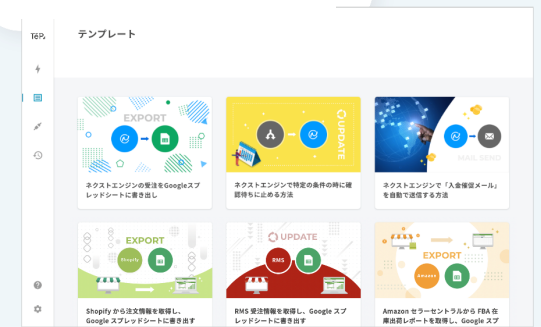 TēP.
テンプレート
EXPORT
ネクストエンジンの受注をGoogleスプ
レッドシートに書き出し
UPDATE
ネクストエンジンで特定の条件の時に確
認待ちに止める方法
MAIL SEND
ネクストエンジンで「入金催促メール」
を自動で送信する方法
EXPORT
Shopify
Shopify から注文情報を取得し、
Google スプレッドシートに書き出す
UPDATE
RMS
RMS 受注情報を取得し、Google スプ
レッドシートに書き出す
EXPORT
Amazon
Amazon セラーセントラルから FBA 在
庫出荷レポートを取得し、Google スプ